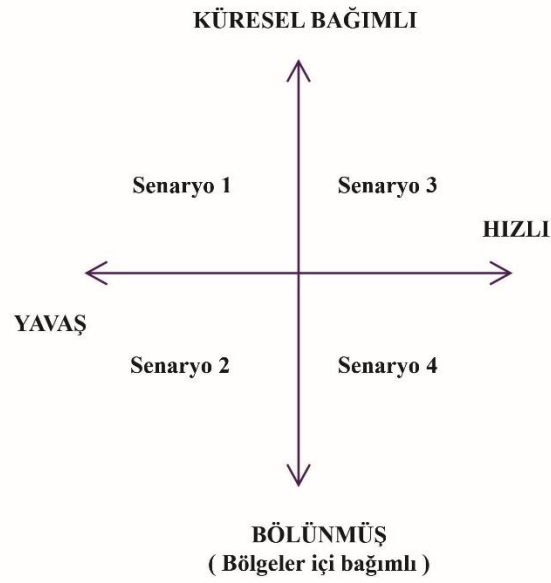 KÜRESEL BAĞIMLI
Senaryo 1
Senaryo 3
HIZLI
YAVAŞ
Senaryo 2
Senaryo 4
BÖLÜNMÜŞ
( Bölgeler içi bağımlı )